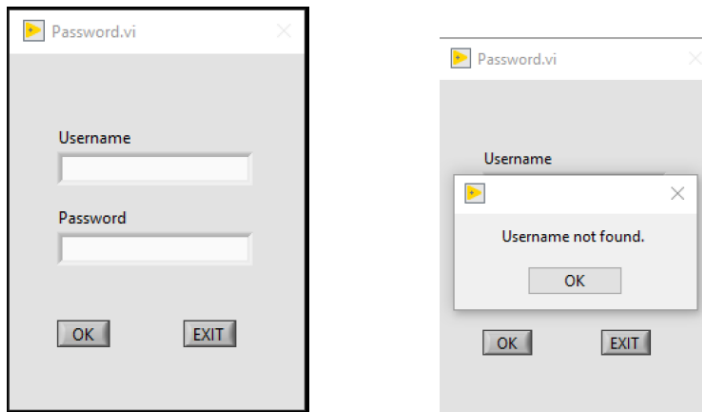 Password.vi
Username
Password
OK
EXIT
Password.vi
Username
Username not found.
OK
OK
EXIT